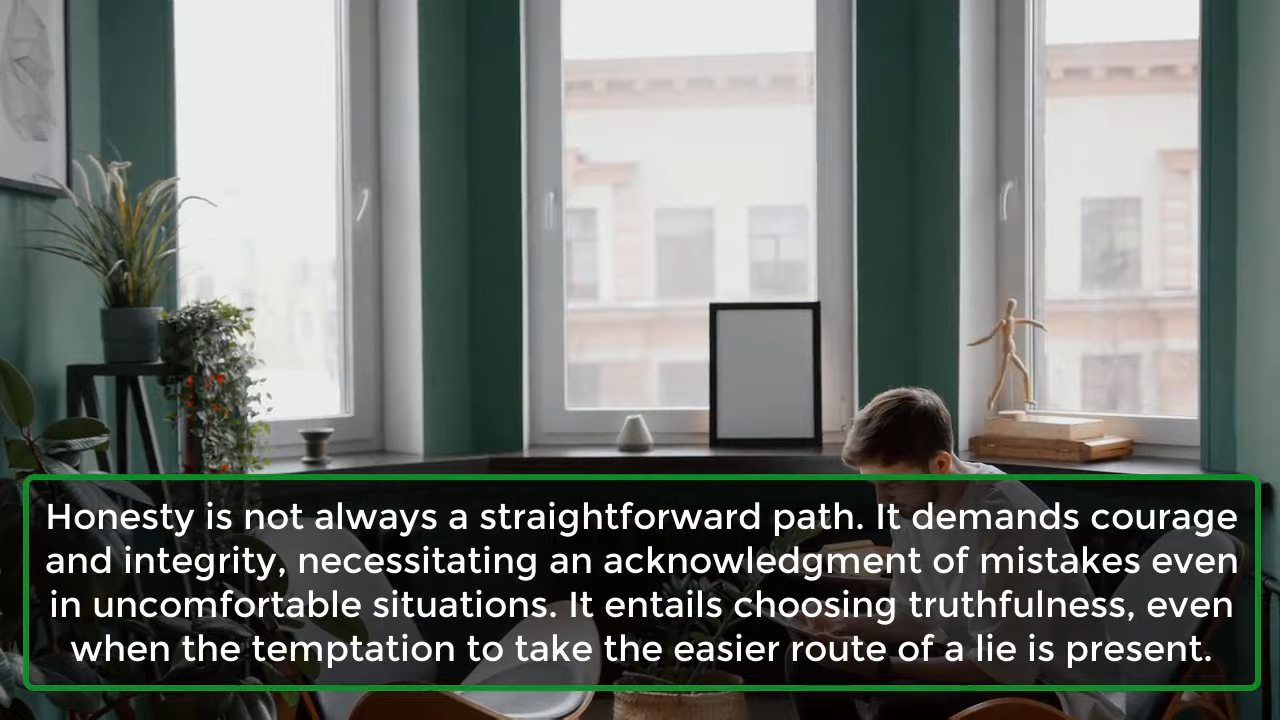 Honesty is not always a straightforward path. It demands courage
and integrity, necessitating an acknowledgment of mistakes even
in uncomfortable situations. It entails choosing truthfulness, even
when the temptation to take the easier route of a lie is present.